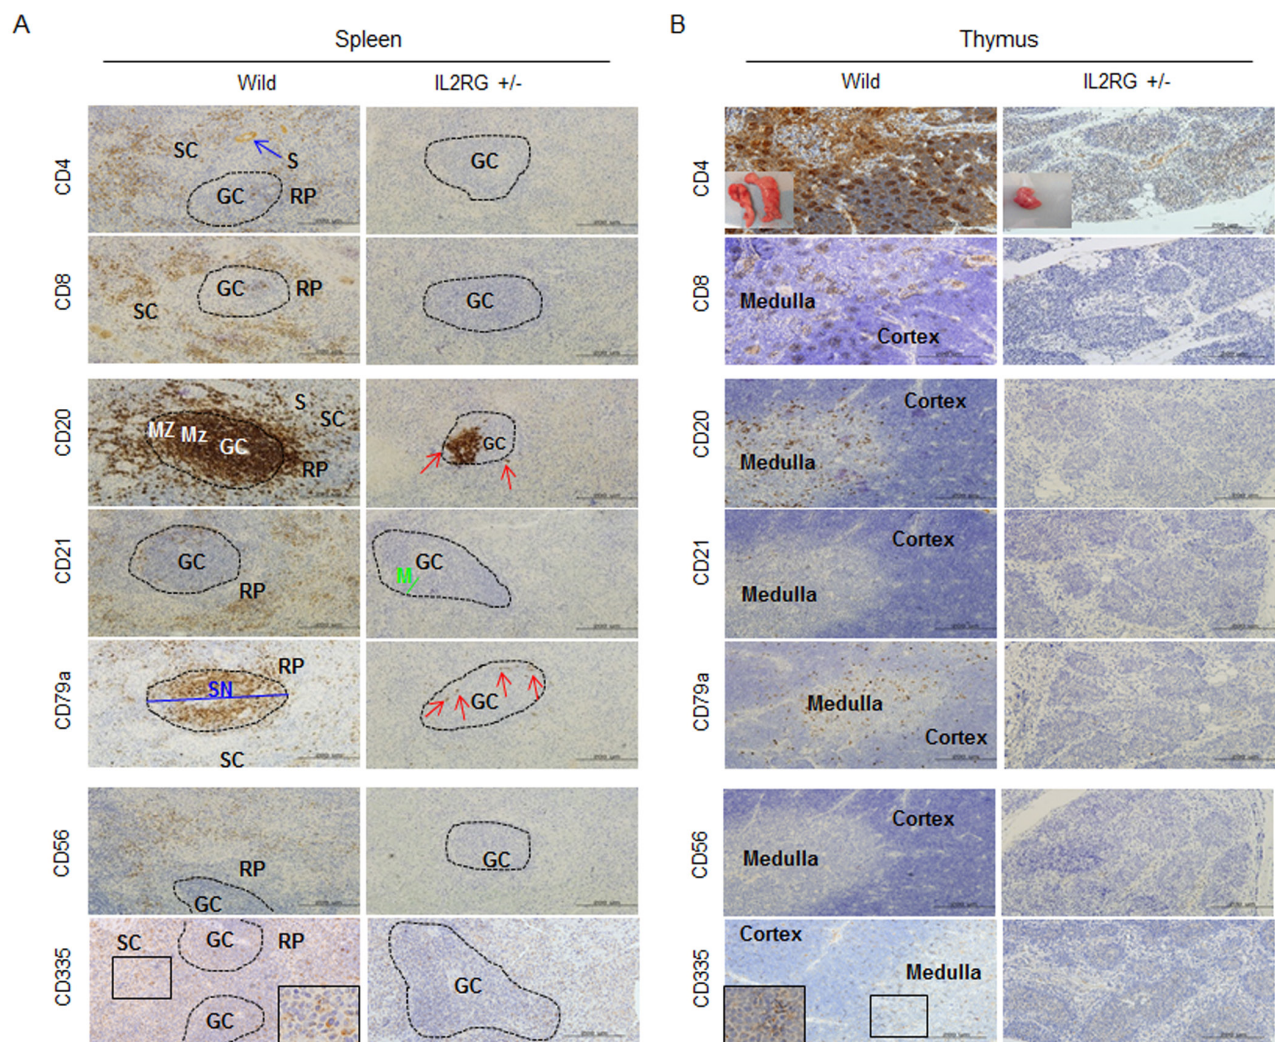 A
Spleen
Wild
IL2RG +/-
CD4
SC
S
GC
RP
GC
CD8
GC
RP
SC
GC
CD20
S
SC
MZ
Mz
GC
RP
GC
CD21
GC
RP
GC
M
CD79a
RP
SN
SC
GC
CD56
RP
GC
GC
CD335
SC
GC
RP
GC
GC
B
Thymus
Wild
IL2RG +/-
CD4
CD8
Medulla
Cortex
CD20
Cortex
Medulla
CD21
Cortex
Medulla
CD79a
Medulla
Cortex
CD56
Cortex
Medulla
CD335
Cortex
Medulla